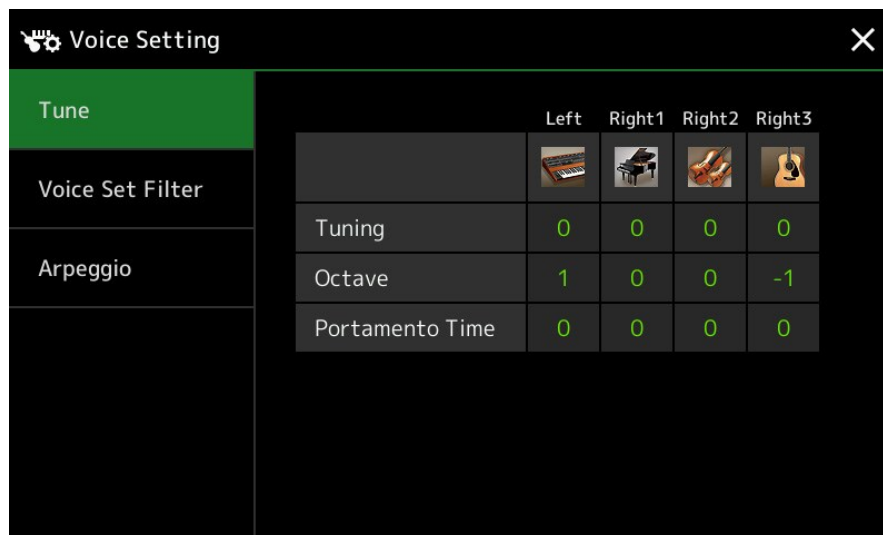 Voice Setting
Tune
Voice Set Filter
Arpeggio
Left Right1 Right2 Right3
Tuning 0 0 0 0
Octave 1 0 0 -1
Portamento Time 0 0 0 0